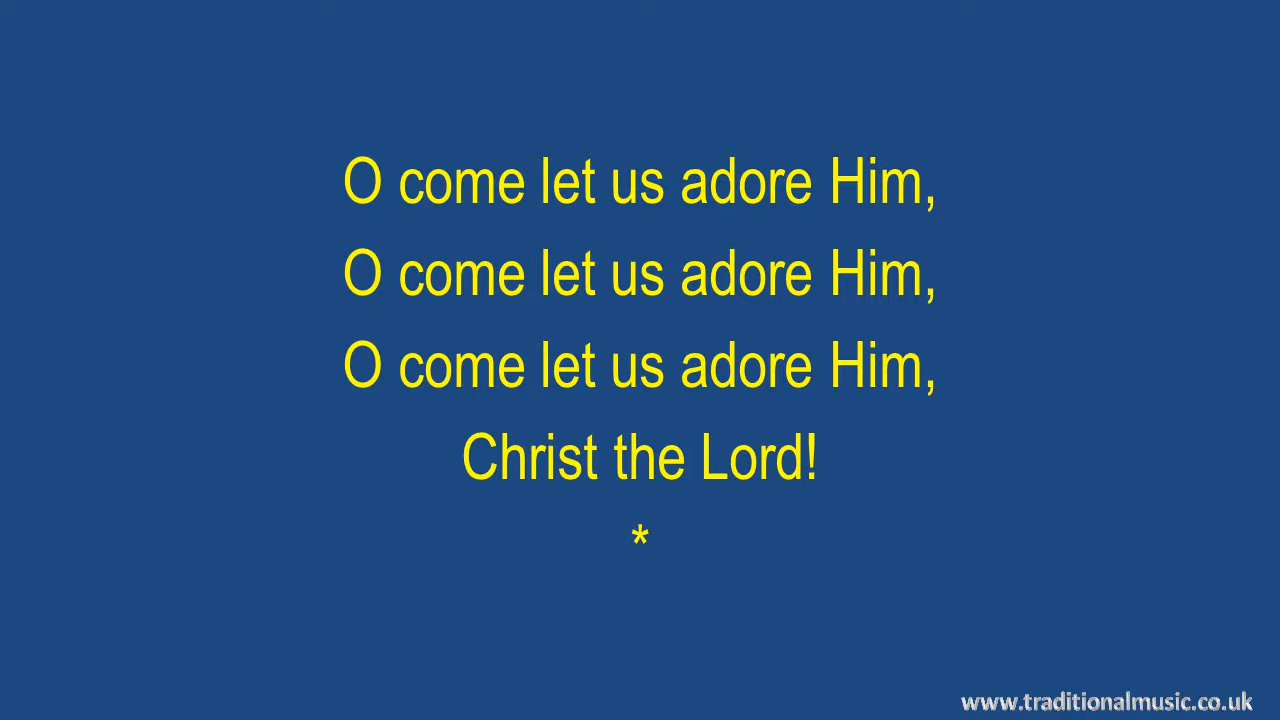 O come let us adore Him,
O come let us adore Him,
O come let us adore Him,
Christ the Lord!
*
www.traditionalmusic.co.uk